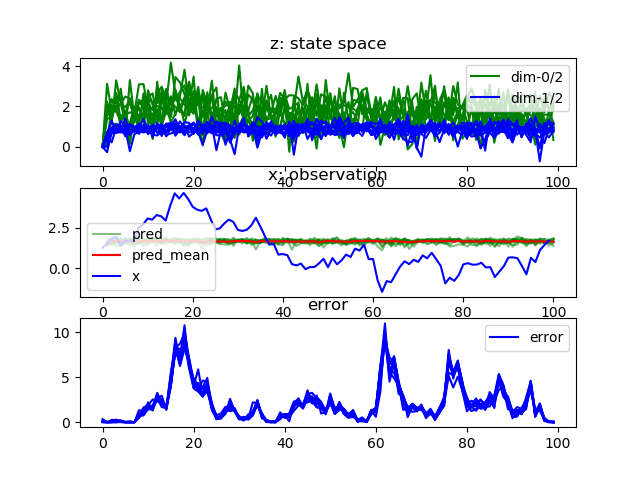 z: state space
4
2
0
dim-0/2
dim-1/2
0 20 40 60 80 100
x: observation
2.5
0.0
pred
pred_mean
x
0 20 40 60 80 100
error
10
5
0
error
0 20 40 60 80 100